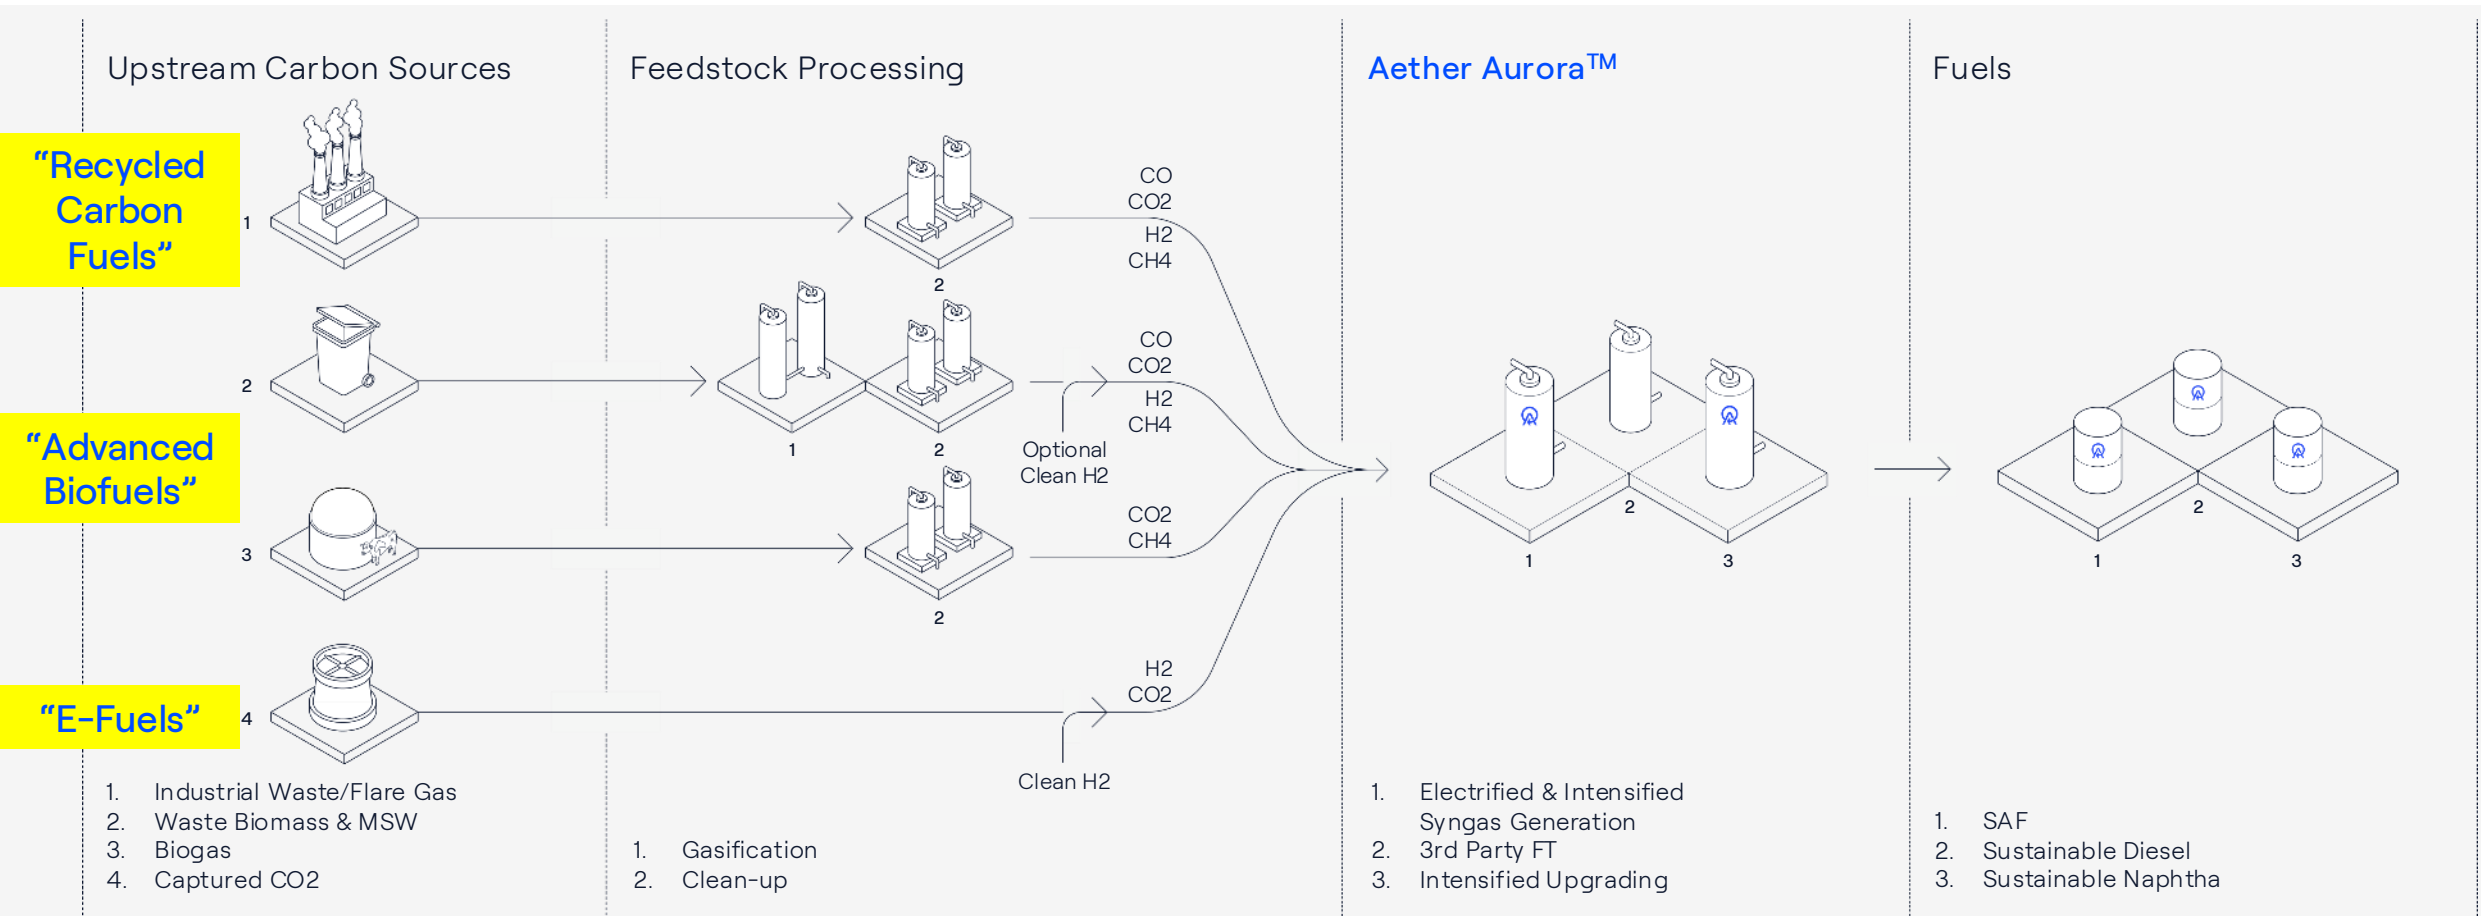 Upstream Carbon Sources
Feedstock Processing
Aether Aurora™
Fuels
“Recycled
Carbon
Fuels”
1
2
CO
CO2
H2
CH4
2
1
2
Optional
Clean H2
CO
CO2
H2
CH4
“Advanced
Biofuels”
3
2
CO2
CH4
“E-Fuels”
4
Clean H2
H2
CO2
1
2
3
1
2
3
1. Industrial Waste/Flare Gas
2. Waste Biomass & MSW
3. Biogas
4. Captured CO2
1. Gasification
2. Clean-up
1. Electrified & Intensified
Syngas Generation
2. 3rd Party FT
3. Intensified Upgrading
1. SAF
2. Sustainable Diesel
3. Sustainable Naphtha